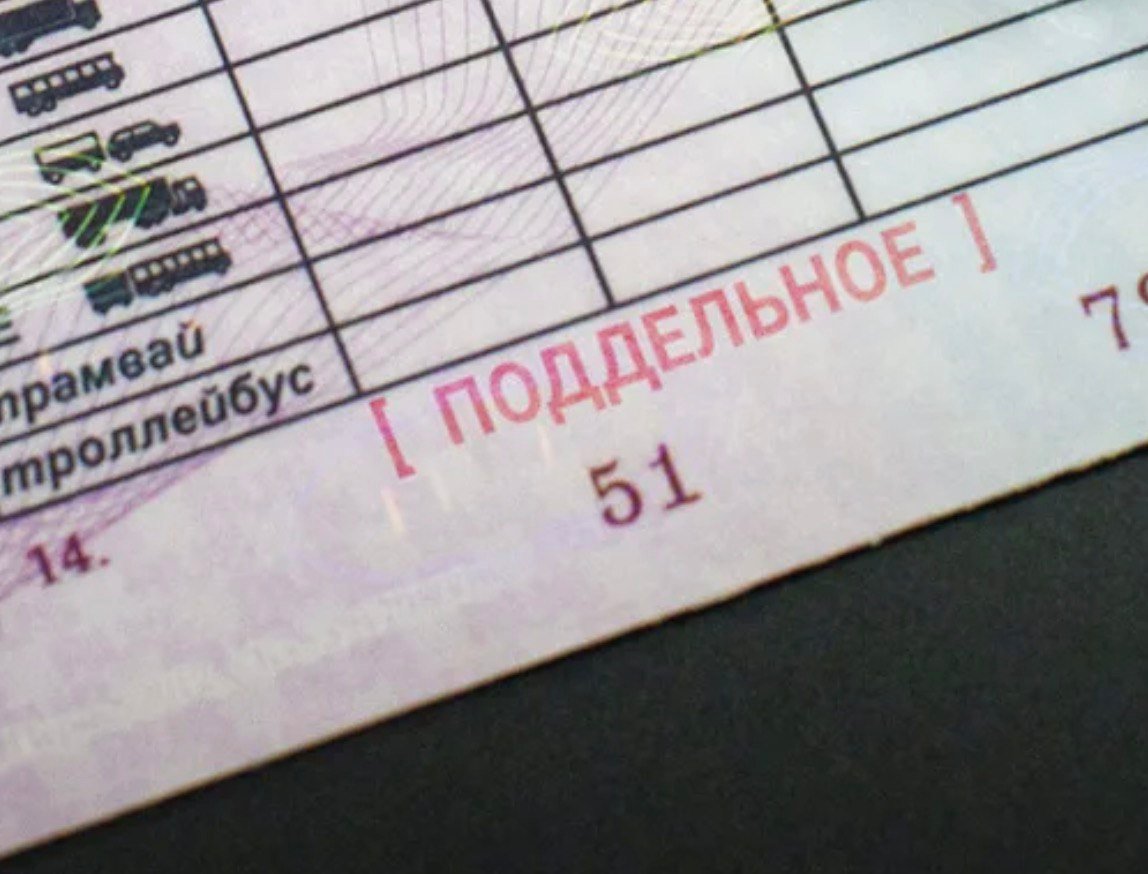 трамвай
троллейбус
[ ПОДДЕЛЬНОЕ ]
14.
51